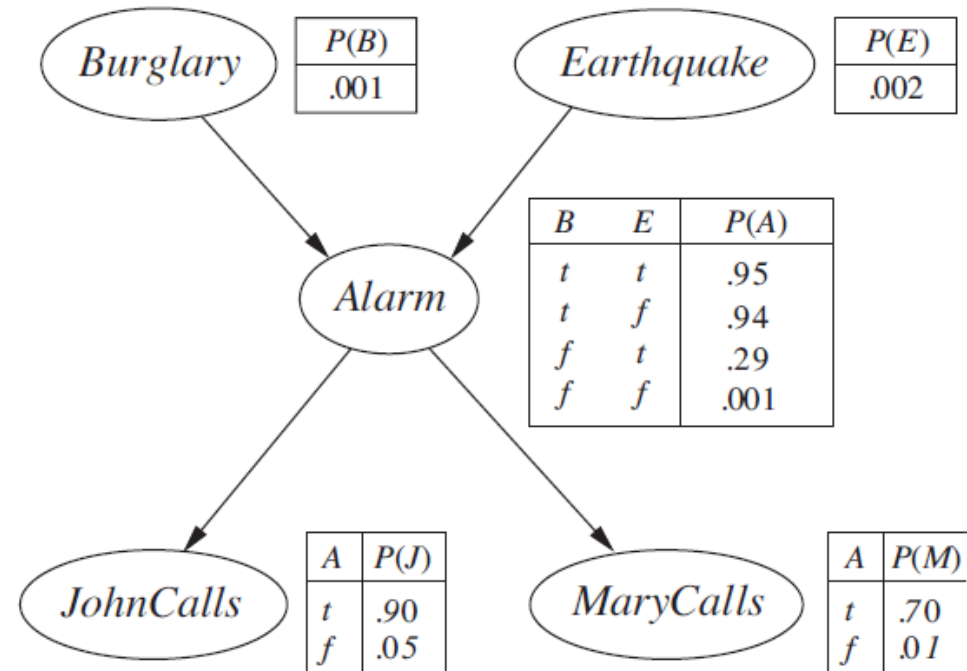 Burglary
P(B)
.001
Earthquake
P(E)
.002
Alarm
B E P(A)
t t .95
t f .94
f t .29
f f .001
JohnCalls
A P(J)
t .90
f .05
MaryCalls
A P(M)
t .70
f .01